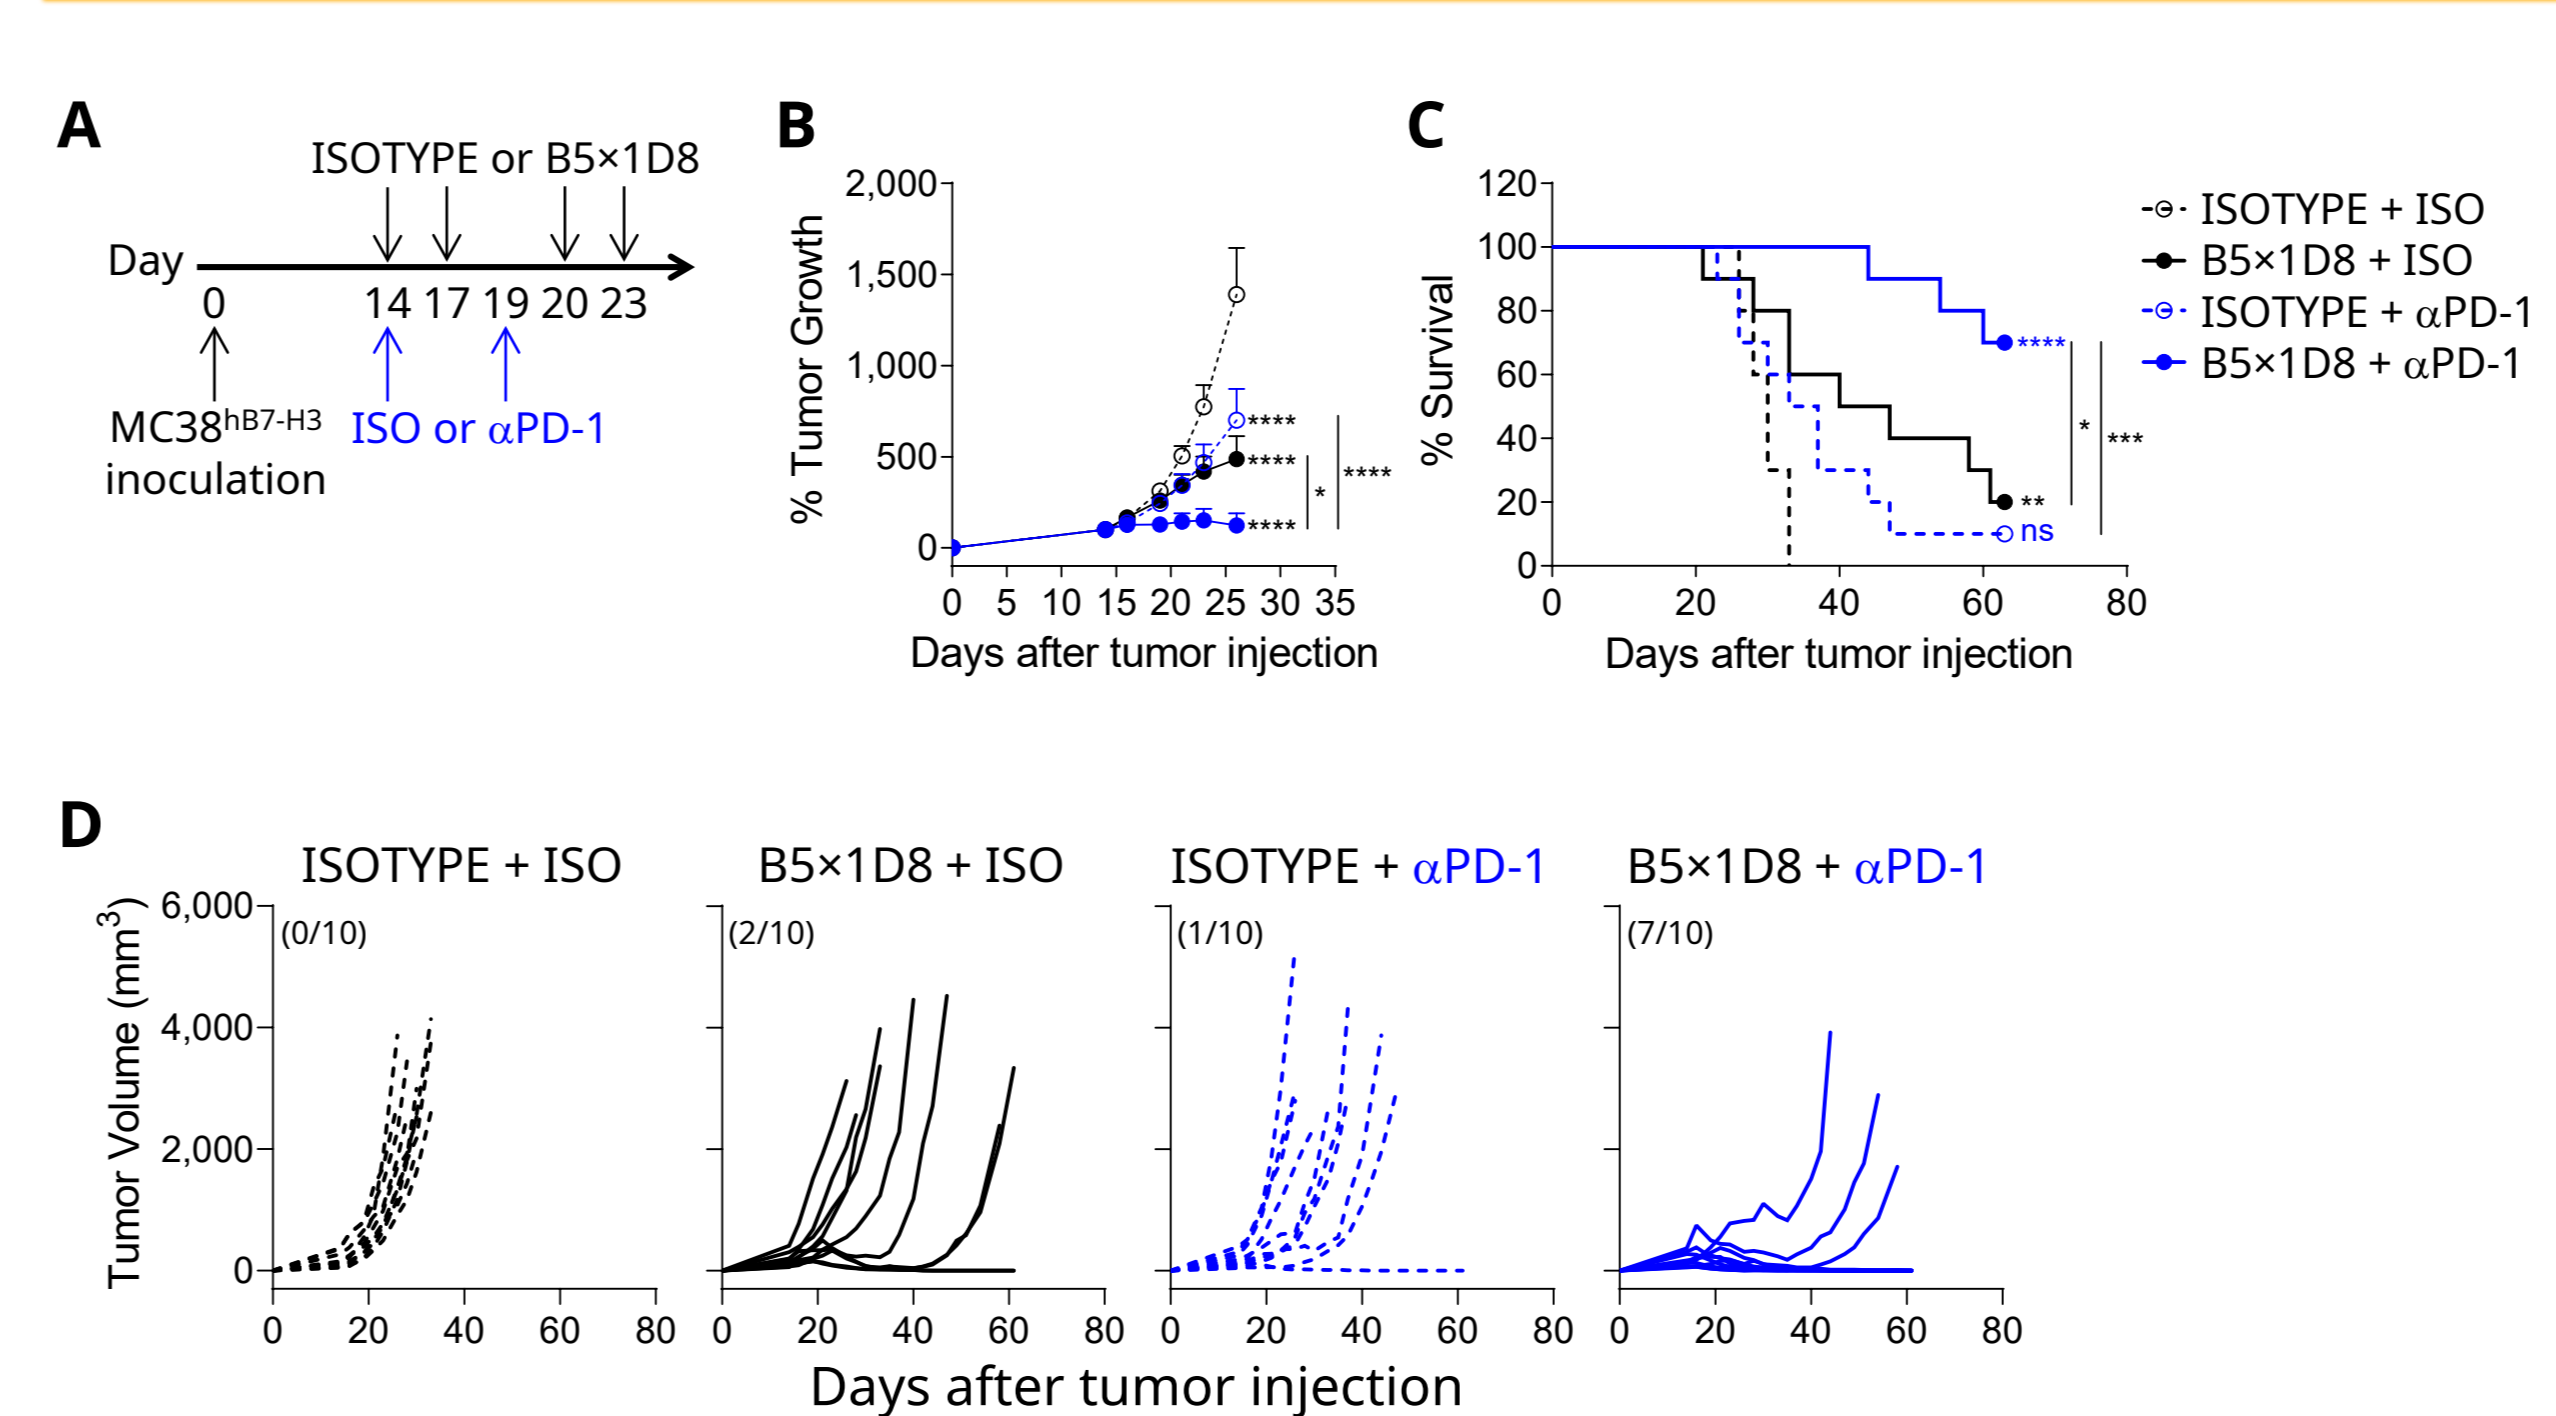 A
ISOTYPE or B5×1D8
Day
0 14 17 19 20 23
MC38hB7-H3
inoculation
ISO or αPD-1
B
% Tumor Growth
2,000
1,500
1,000
500
0
****
****
****
*
****
0 5 10 15 20 25 30 35
Days after tumor injection
C
% Survival
120
100
80
60
40
20
0
****
**
ns
*
***
0 20 40 60 80
Days after tumor injection
ISOTYPE + ISO
B5×1D8 + ISO
ISOTYPE + αPD-1
B5×1D8 + αPD-1
D
Tumor Volume (mm3)
6,000
4,000
2,000
0
ISOTYPE + ISO
(0/10)
0 20 40 60 80
B5×1D8 + ISO
(2/10)
0 20 40 60 80
ISOTYPE + αPD-1
(1/10)
0 20 40 60 80
B5×1D8 + αPD-1
(7/10)
0 20 40 60 80
Days after tumor injection